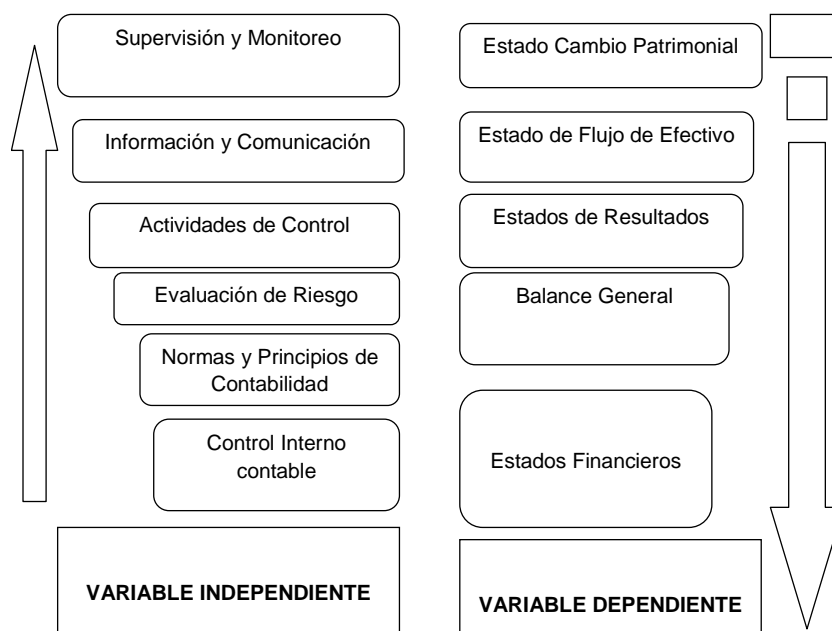 Supervisión y Monitoreo
Información y Comunicación
Actividades de Control
Evaluación de Riesgo
Normas y Principios de
Contabilidad
Control Interno
contable
VARIABLE INDEPENDIENTE
Estado Cambio Patrimonial
Estado de Flujo de Efectivo
Estados de Resultados
Balance General
Estados Financieros
VARIABLE DEPENDIENTE